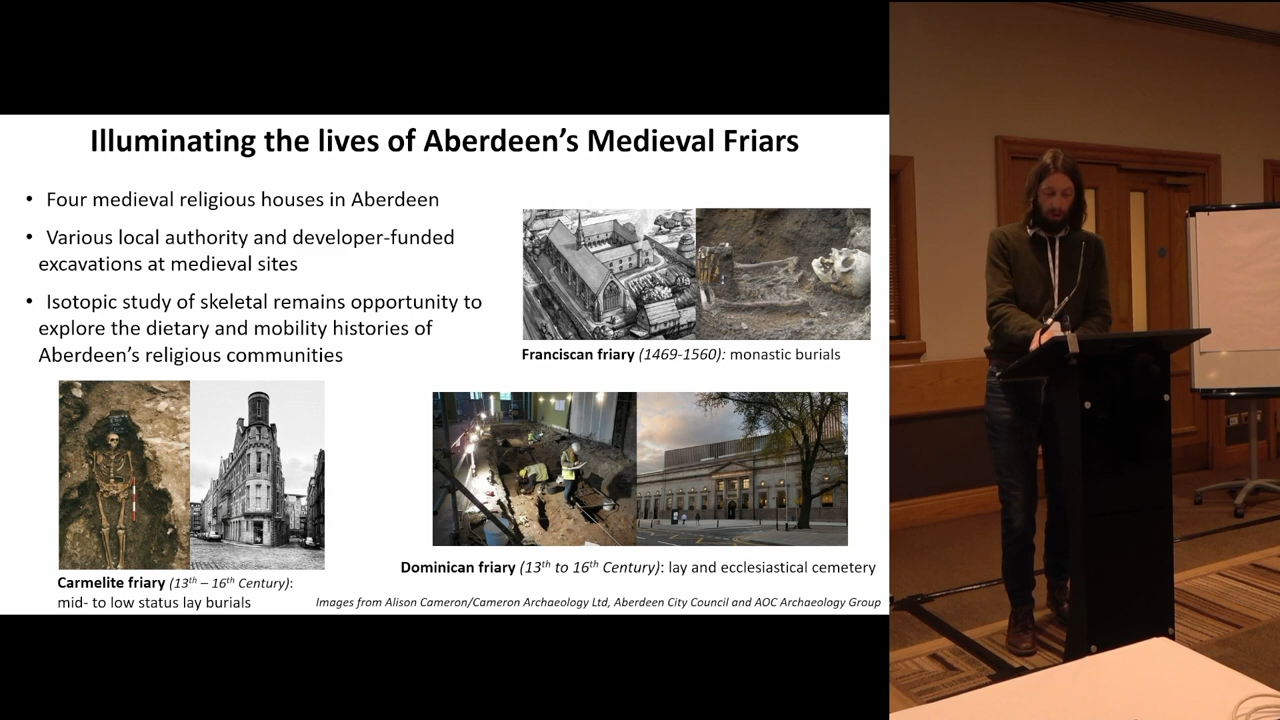 Illuminating the lives of Aberdeen's Medieval Friars
• Four medieval religious houses in Aberdeen
• Various local authority and developer-funded
excavations at medieval sites
• Isotopic study of skeletal remains opportunity to
explore the dietary and mobility histories of
Aberdeen's religious communities
Franciscan friary (1469-1560): monastic burials
Carmelite friary (13th – 16th Century):
mid- to low status lay burials
Dominican friary (13th to 16th Century): lay and ecclesiastical cemetery
Images from Alison Cameron/Cameron Archaeology Ltd, Aberdeen City Council and AOC Archaeology Group